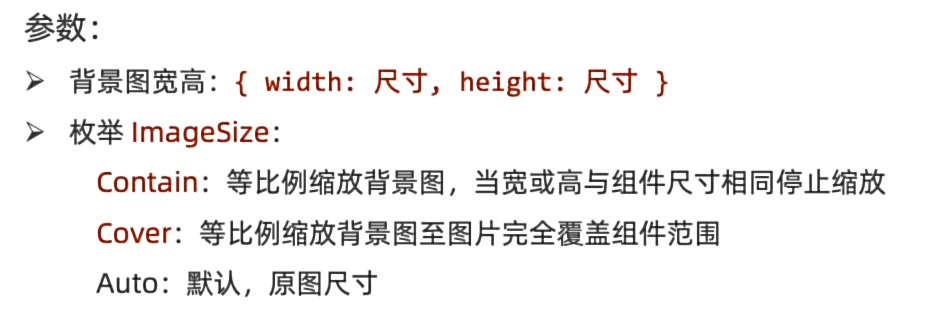 参数：
➢ 背景图宽高：{ width: 尺寸, height: 尺寸 }
➢ 枚举 ImageSize：
Contain：等比例缩放背景图，当宽或高与组件尺寸相同停止缩放
Cover：等比例缩放背景图至图片完全覆盖组件范围
Auto：默认，原图尺寸